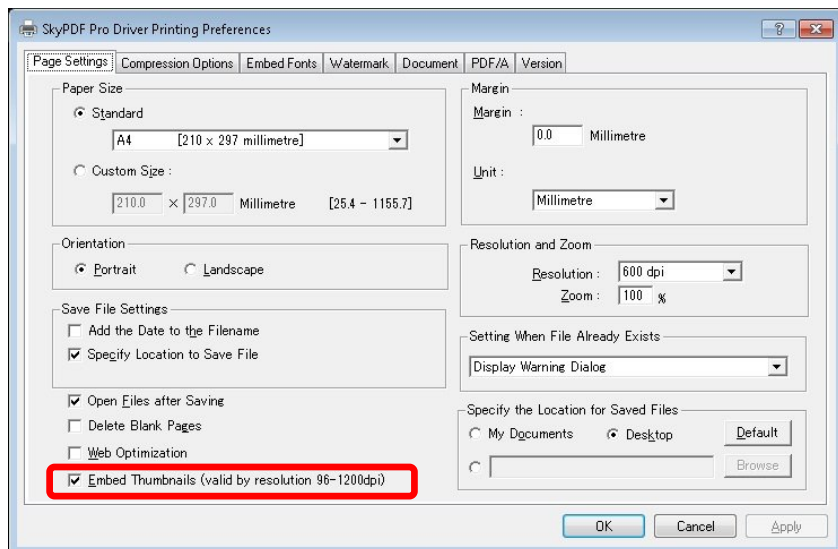 SkyPDF Pro Driver Printing Preferences
Page Settings Compression Options Embed Fonts Watermark Document PDF/A Version
Paper Size
Standard
A4 [210 x 297 millimetre]
Custom Size :
210.0 × 297.0 Millimetre [25.4 - 1155.7]
Orientation
Portrait Landscape
Save File Settings
Add the Date to the Filename
Specify Location to Save File
Open Files after Saving
Delete Blank Pages
Web Optimization
Embed Thumbnails (valid by resolution 96-1200dpi)
Margin
Margin :
0.0 Millimetre
Unit :
Millimetre
Resolution and Zoom
Resolution : 600 dpi
Zoom : 100 %
Setting When File Already Exists
Display Warning Dialog
Specify the Location for Saved Files
My Documents Desktop Default
Browse
OK Cancel Apply